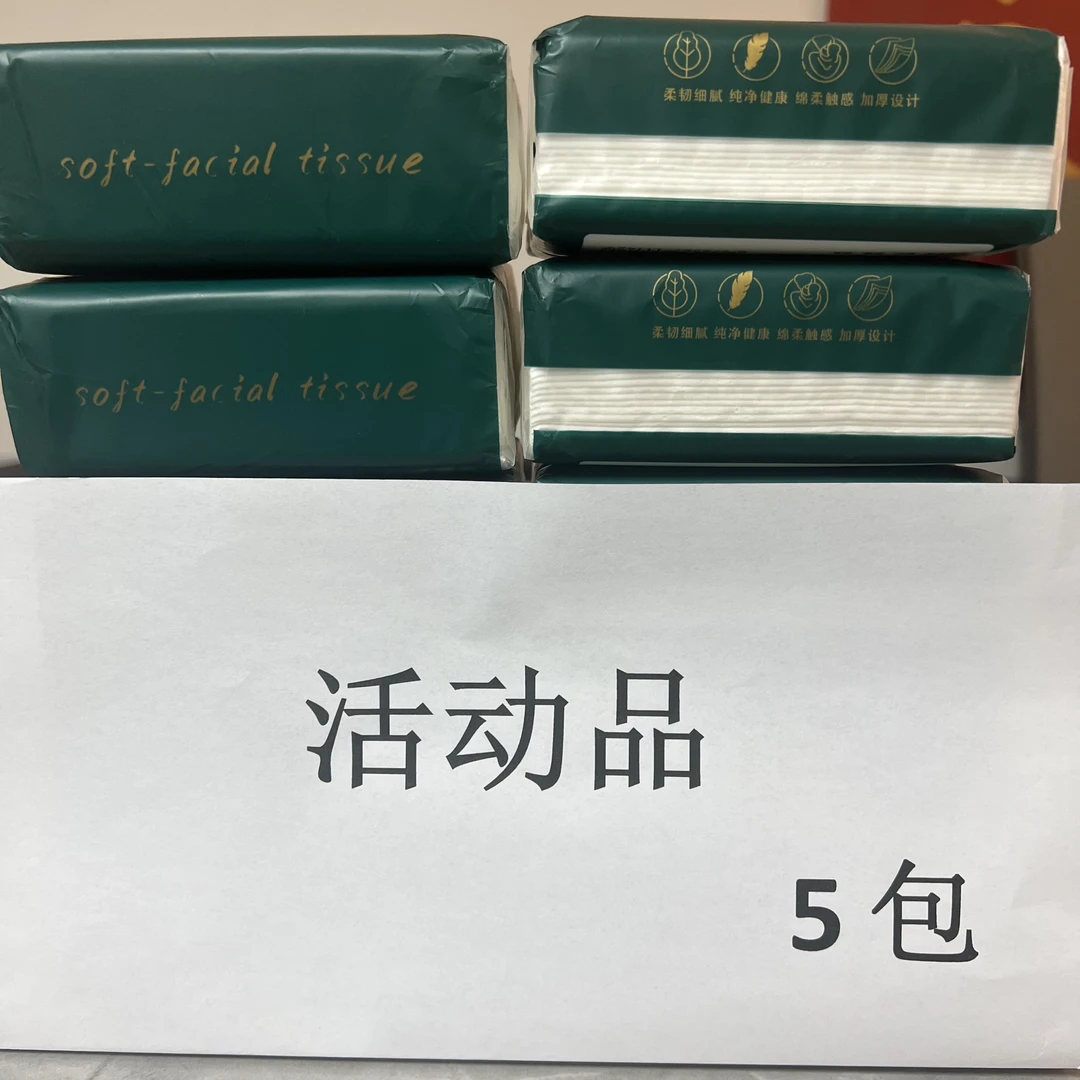 soft-facial tissue
柔韧细腻 纯净健康 绵柔触感 加厚设计
soft-facial tissue
柔韧细腻 纯净健康 绵柔触感 加厚设计
活动品
5包